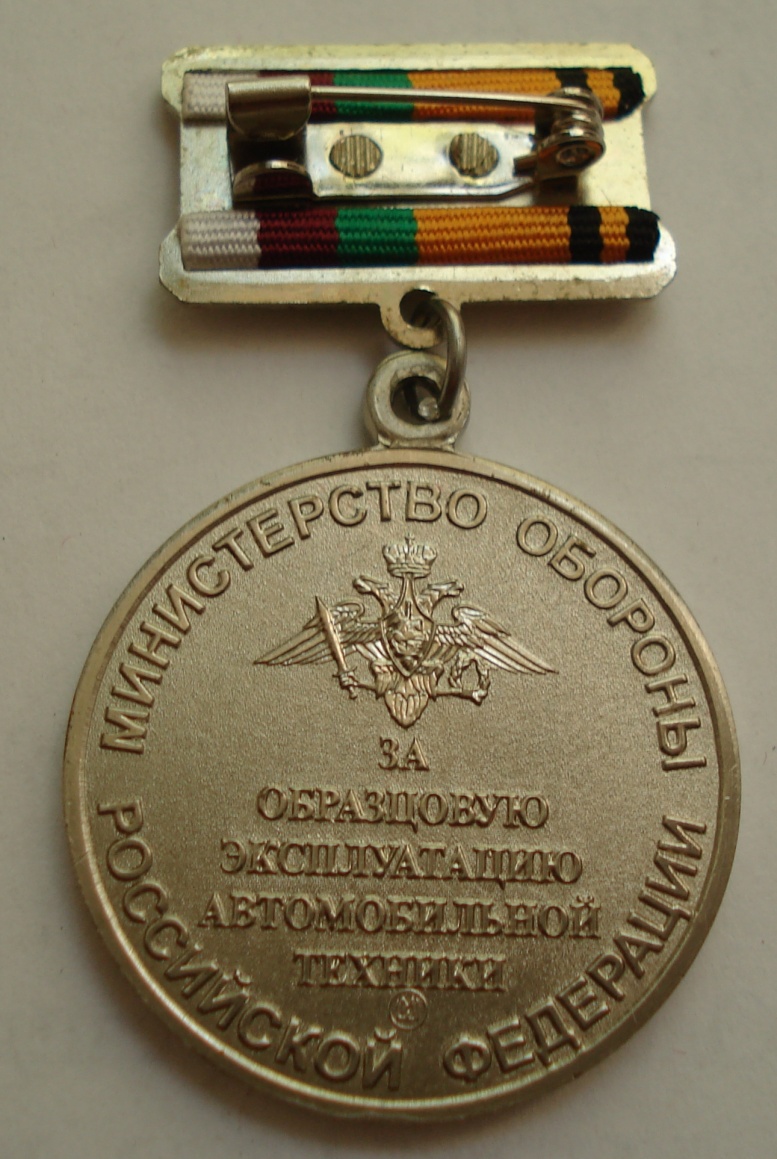 МИНИСТЕРСТВО ОБОРОНЫ
РОССИЙСКОЙ ФЕДЕРАЦИИ
ЗА
ОБРАЗЦОВУЮ
ЭКСПЛУАТАЦИЮ
АВТОМОБИЛЬНОЙ
ТЕХНИКИ